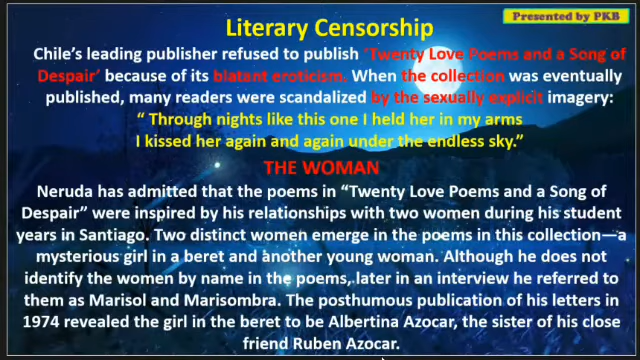 Presented by PKB
Literary Censorship
Chile's leading publisher refused to publish 'Twenty Love Poems and a Song of
Despair' because of its blatant eroticism. When the collection was eventually
published, many readers were scandalized by the sexually explicit imagery:
" Through nights like this one I held her in my arms
I kissed her again and again under the endless sky."
THE WOMAN
Neruda has admitted that the poems in "Twenty Love Poems and a Song of
Despair" were inspired by his relationships with two women during his student
years in Santiago. Two distinct women emerge in the poems in this collection—a
mysterious girl in a beret and another young woman. Although he does not
identify the women by name in the poems, later in an interview he referred to
them as Marisol and Marisombra. The posthumous publication of his letters in
1974 revealed the girl in the beret to be Albertina Azocar, the sister of his close
friend Ruben Azocar.